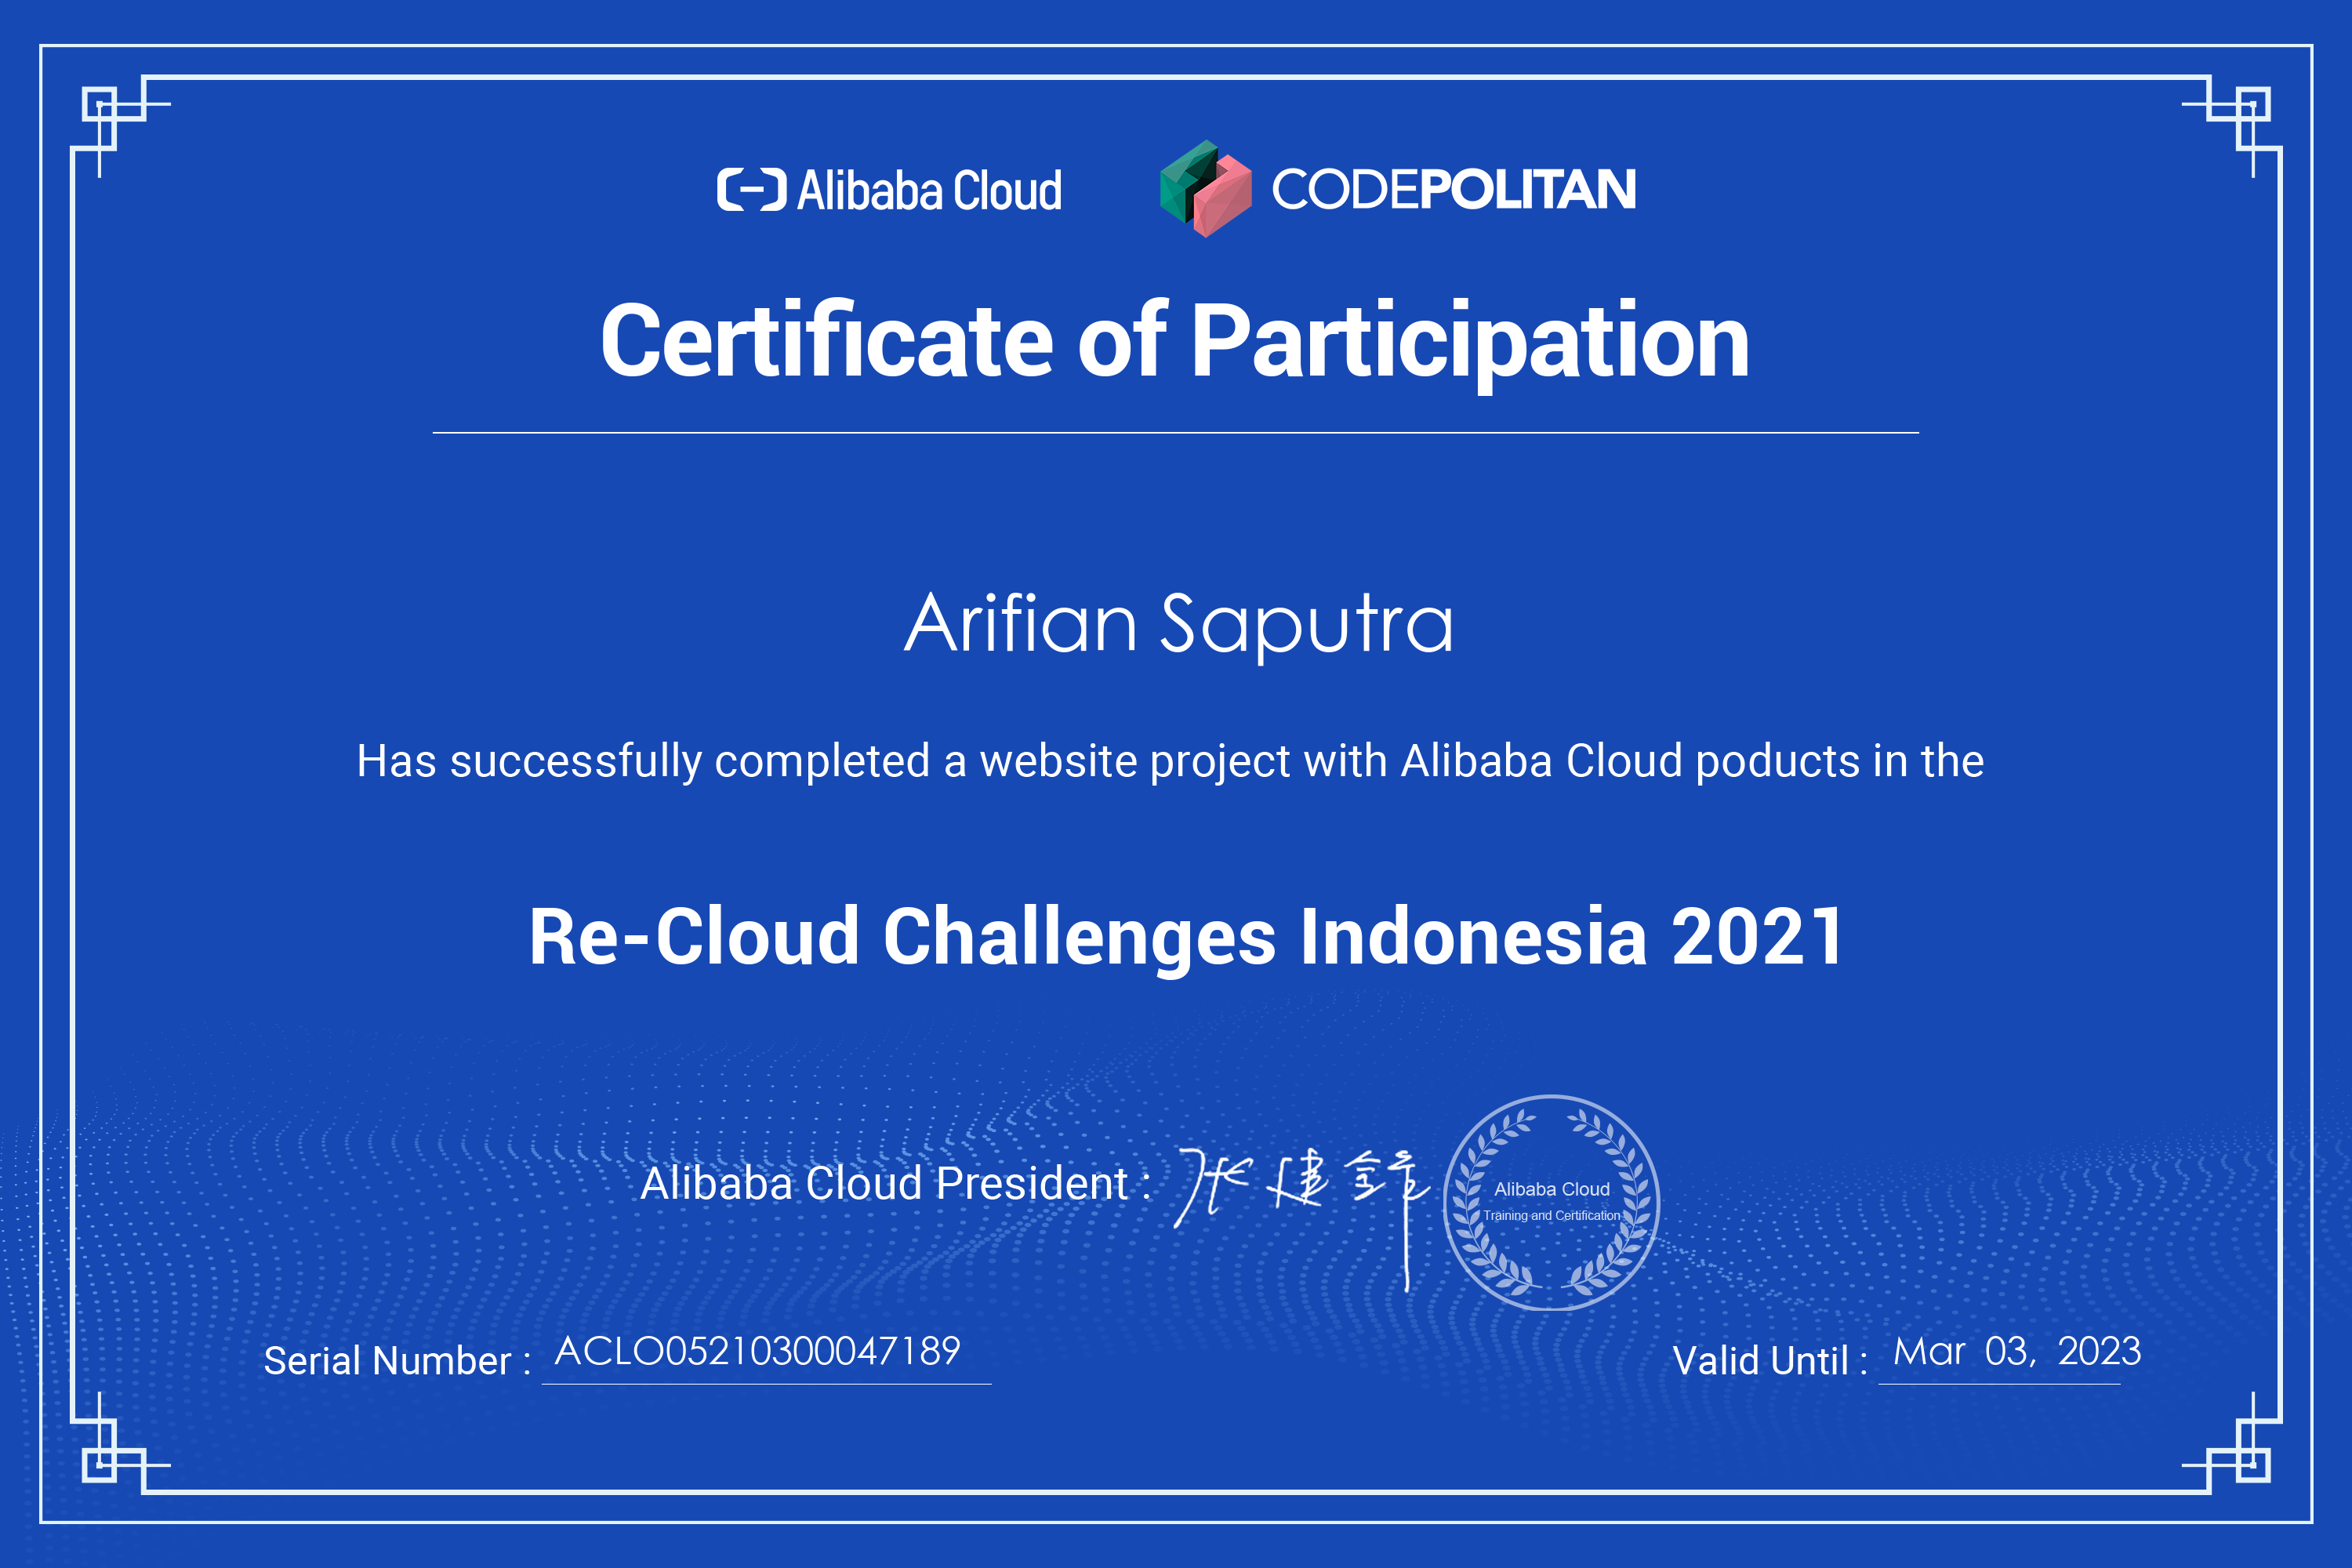 Alibaba Cloud CODEPOLITAN
Certificate of Participation
Arifian Saputra
Has successfully completed a website project with Alibaba Cloud poducts in the
Re-Cloud Challenges Indonesia 2021
Alibaba Cloud President :
Alibaba Cloud
Training and Certification
Serial Number : ACLO05210300047189
Valid Until : Mar 03, 2023